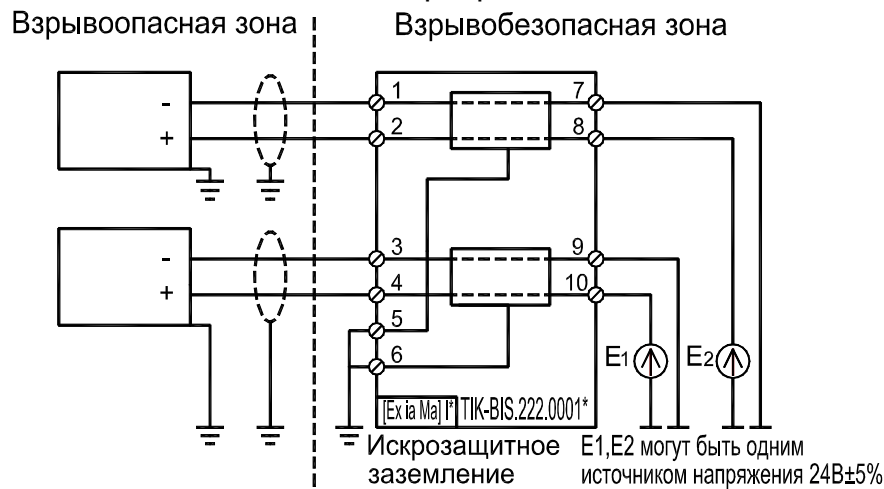 Взрывоопасная зона
Взрывобезопасная зона
- 1 7
+ 2 8
- 3 9
+ 4 10
5
6
E1 E2
[Ex ia Ma] I* TIK-BIS.222.0001*
Искрозащитное
заземление
E1,E2 могут быть одним
источником напряжения 24В±5%